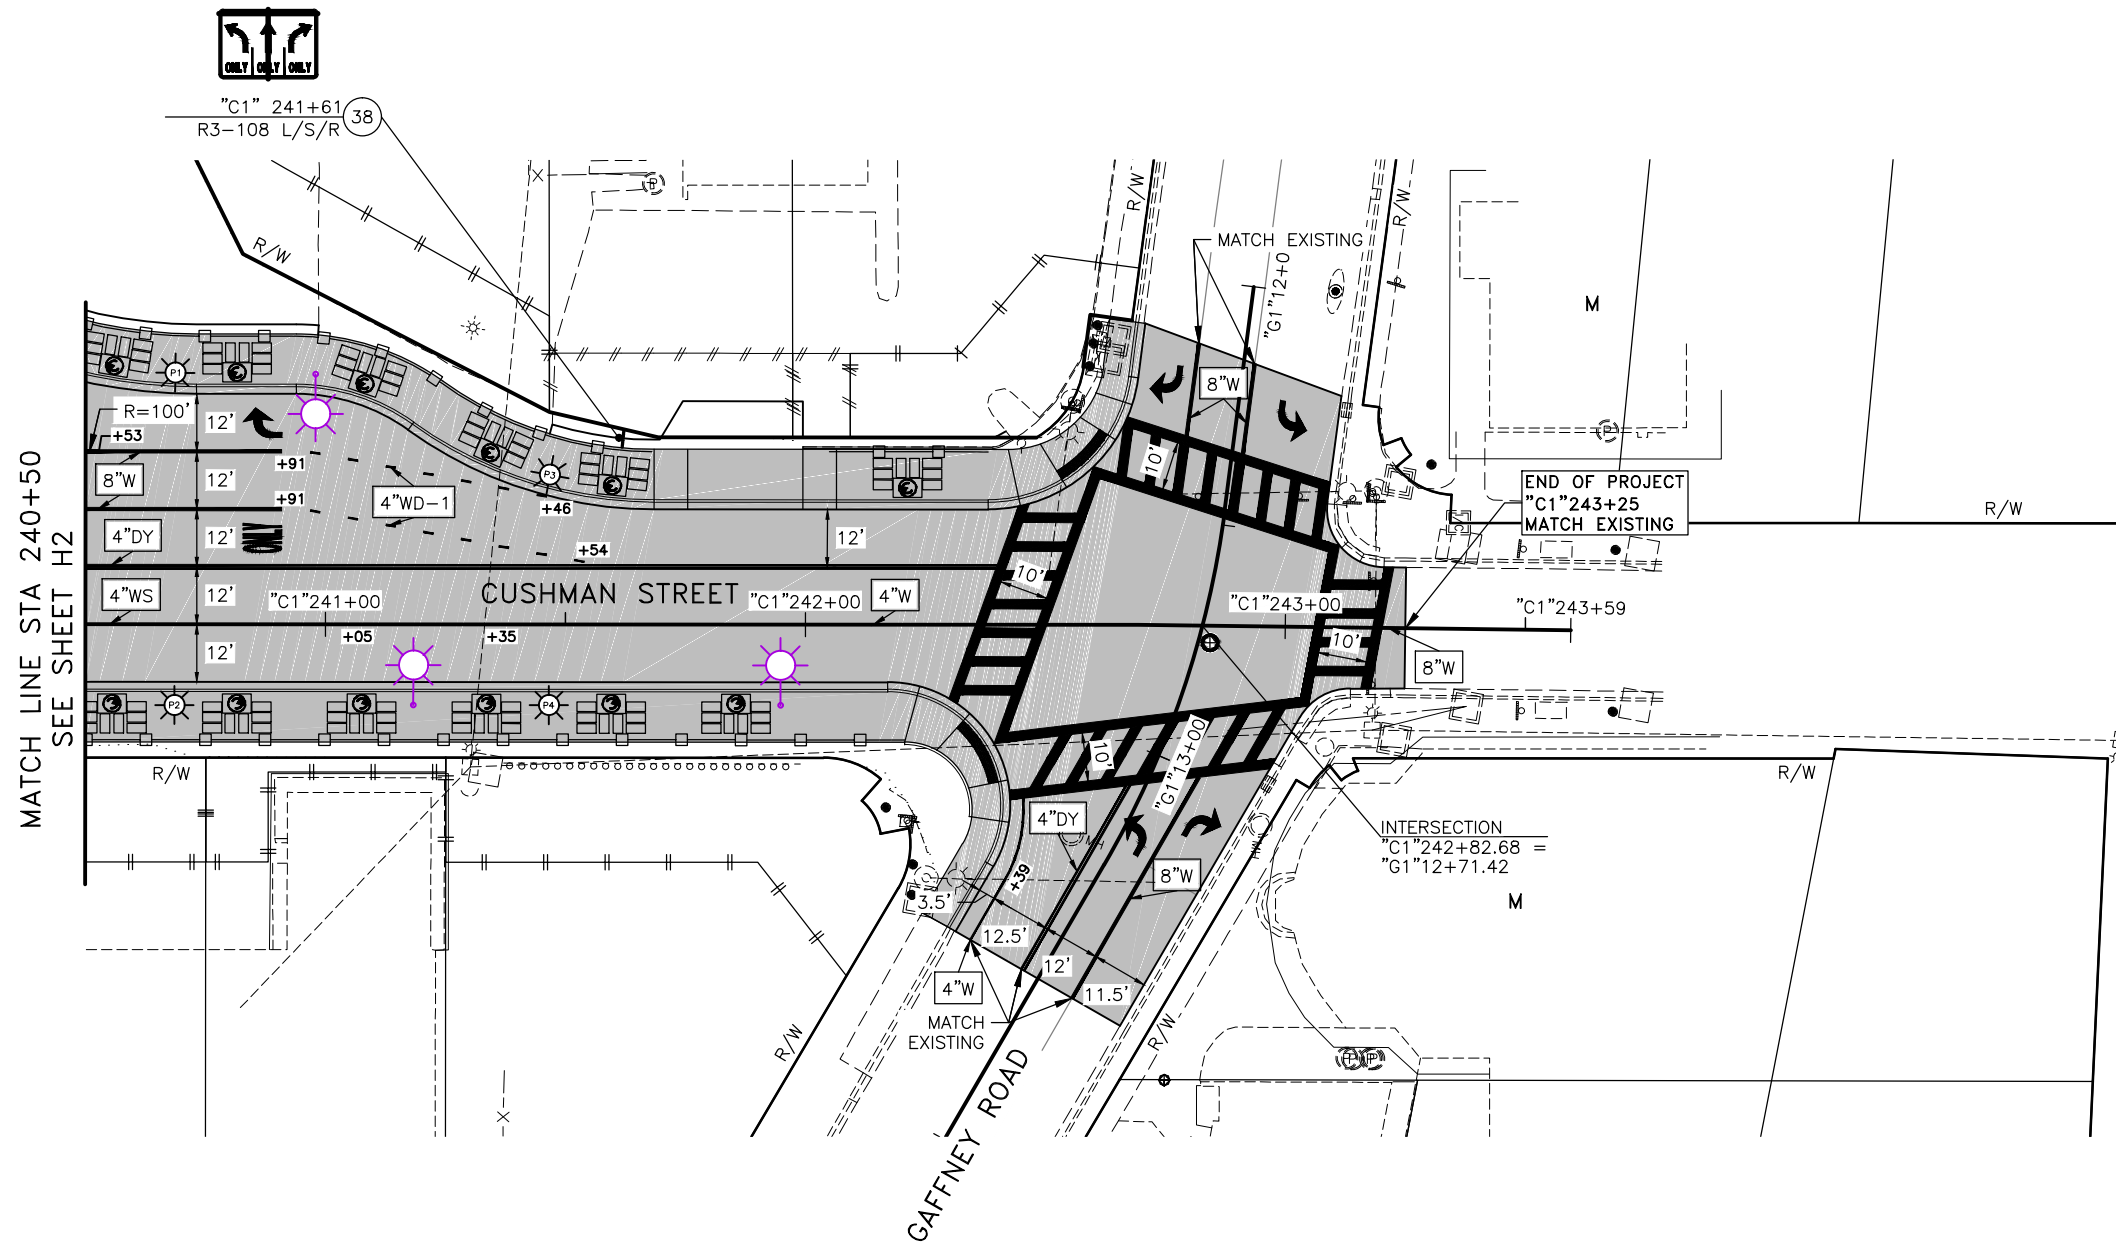 ONLY ONLY ONLY
"C1" 241+61
38
R3-108 L/S/R
R/W
P
R/W
R/W
MATCH EXISTING
"G1"12+0
M
MATCH LINE STA 240+50
SEE SHEET H2
P1
R=100'
+53
12'
8"W
P
+91
12'
8"W
+91
4"WD-1
P3
+46
10'
END OF PROJECT
"C1"243+25
MATCH EXISTING
R/W
4"DY
12'
ONLY
+54
12'
10'
4"WS
12'
"C1"241+00
CUSHMAN STREET
"C1"242+00
4"W
"C1"243+00
"C1"243+59
+05
+35
12'
10'
8"W
P2
P4
R/W
10'
"G1"13+00
R/W
4"DY
MH
INTERSECTION
"C1"242+82.68 =
"G1"12+71.42
+39
8"W
3.5'
M
12.5'
12'
4"W
11.5'
MATCH
EXISTING
R/W
R/W
P P
GAFFNEY ROAD